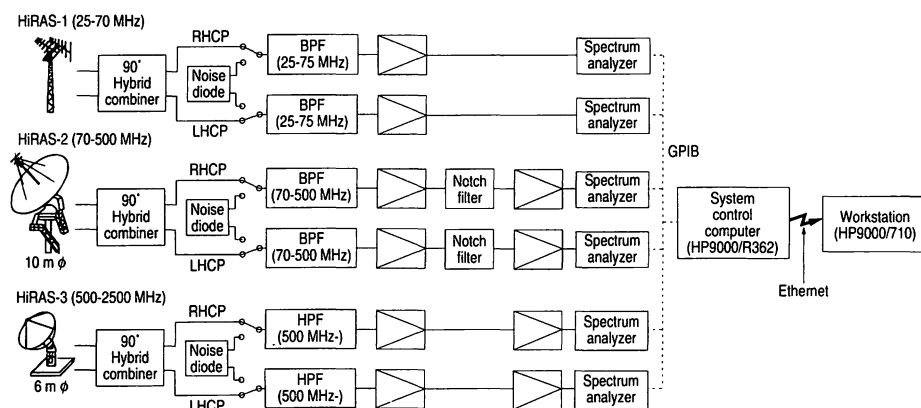 HiRAS-1 (25-70 MHz)
90°
Hybrid
combiner
RHCP
Noise
diode
LHCP
BPF
(25-75 MHz)
BPF
(25-75 MHz)
Spectrum
analyzer
Spectrum
analyzer
HiRAS-2 (70-500 MHz)
10 m ø
90°
Hybrid
combiner
RHCP
Noise
diode
LHCP
BPF
(70-500 MHz)
BPF
(70-500 MHz)
Notch
filter
Notch
filter
Spectrum
analyzer
Spectrum
analyzer
HiRAS-3 (500-2500 MHz)
6 m ø
90°
Hybrid
combiner
RHCP
Noise
diode
LHCP
HPF
(500 MHz-)
HPF
(500 MHz-)
Spectrum
analyzer
Spectrum
analyzer
GPIB
System
control
computer
(HP9000/R362)
Ethernet
Workstation
(HP9000/710)